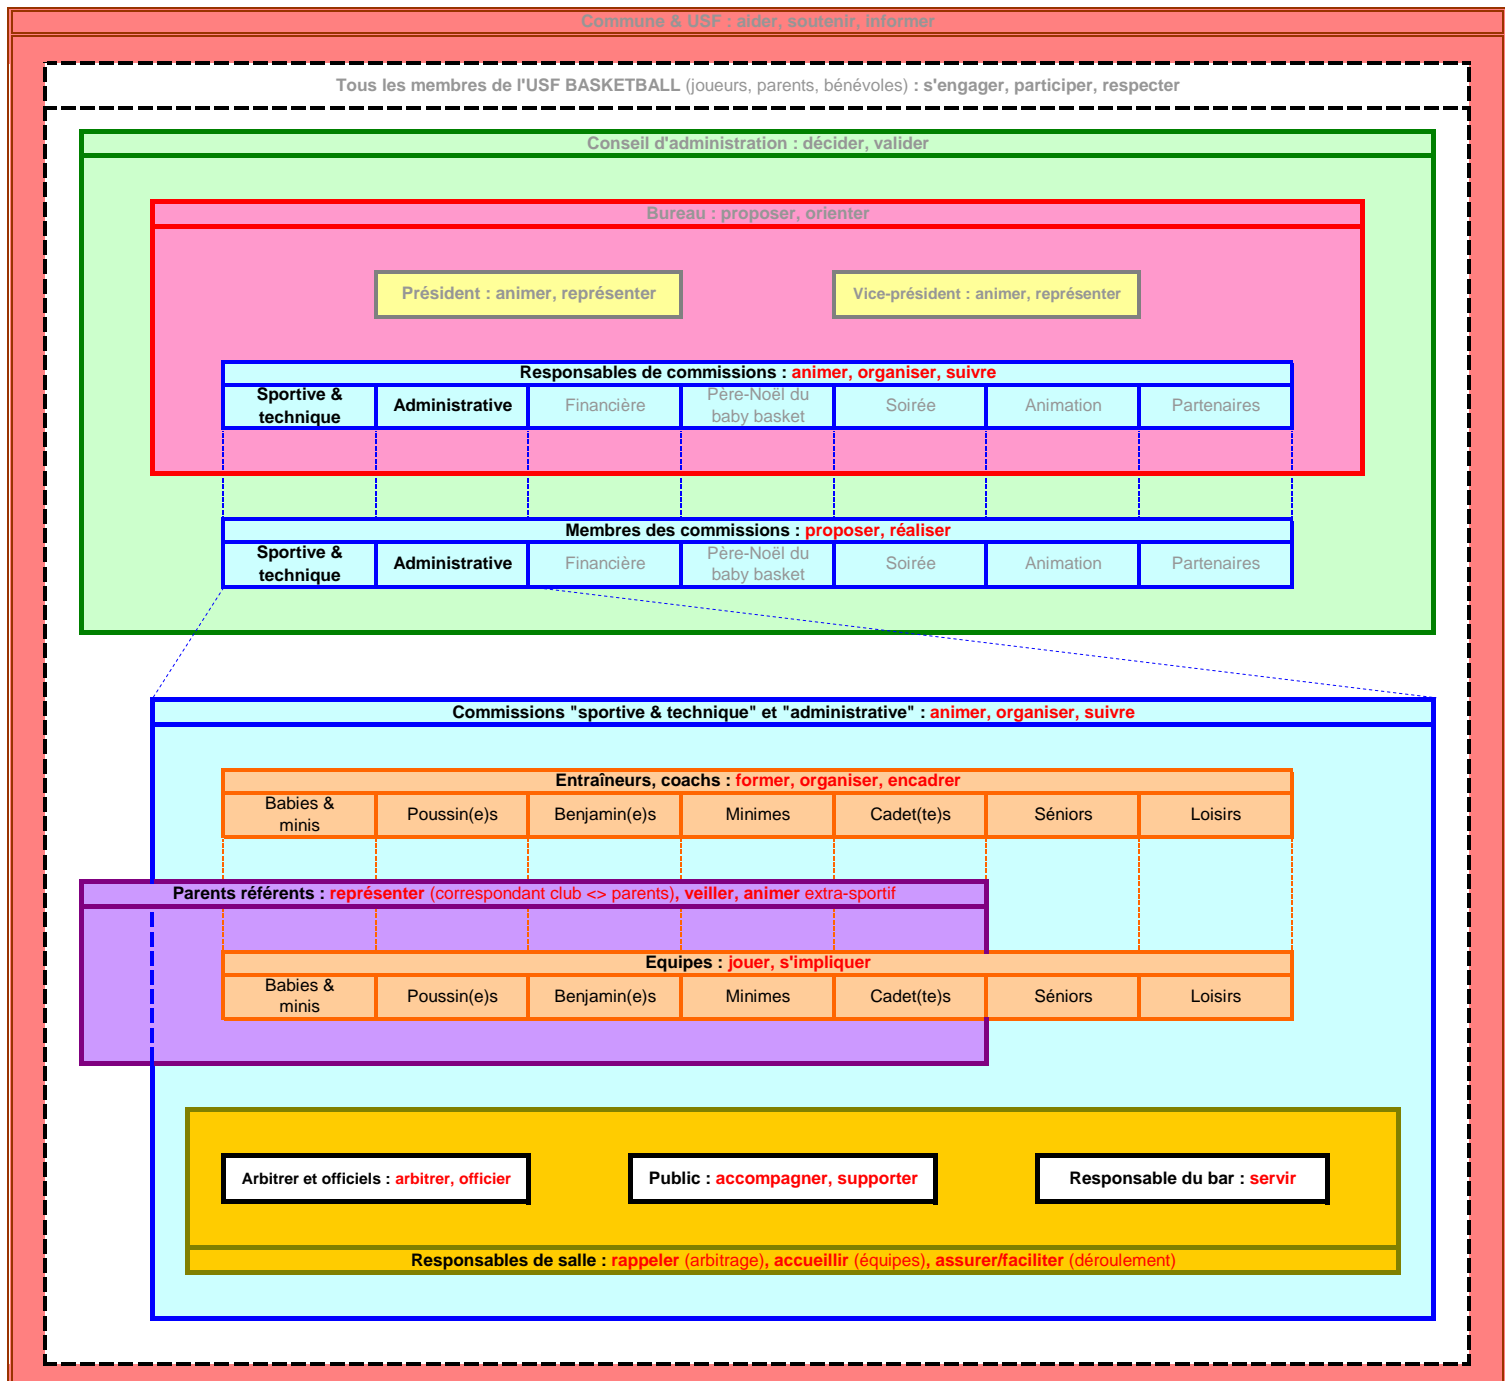 Commune & USF : aider, soutenir, informer
Tous les membres de l'USF BASKETBALL (joueurs, parents, bénévoles) : s'engager, participer, respecter
Conseil d'administration : décider, valider
Bureau : proposer, orienter
Président : animer, représenter
Vice-président : animer, représenter
Responsables de commissions : animer, organiser, suivre
Sportive &
technique
Administrative
Financière
Père-Noël du
baby basket
Soirée
Animation
Partenaires
Membres des commissions : proposer, réaliser
Sportive &
technique
Administrative
Financière
Père-Noël du
baby basket
Soirée
Animation
Partenaires
Commissions "sportive & technique" et "administrative" : animer, organiser, suivre
Entraîneurs, coachs : former, organiser, encadrer
Babies &
minis
Poussin(e)s
Benjamin(e)s
Minimes
Cadet(te)s
Séniors
Loisirs
Parents référents : représenter (correspondant club <> parents), veiller, animer extra-sportif
Equipes : jouer, s'impliquer
Babies &
minis
Poussin(e)s
Benjamin(e)s
Minimes
Cadet(te)s
Séniors
Loisirs
Arbitrer et officiels : arbitrer, officier
Public : accompagner, supporter
Responsable du bar : servir
Responsables de salle : rappeler (arbitrage), accueillir (équipes), assurer/faciliter (déroulement)